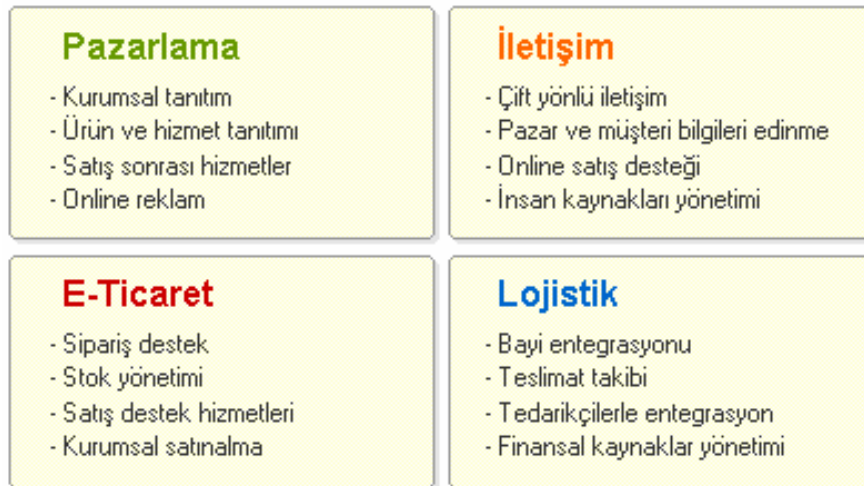 Pazarlama
- Kurumsal tanıtım
- Ürün ve hizmet tanıtımı
- Satış sonrası hizmetler
- Online reklam
İletişim
- Çift yönlü iletişim
- Pazar ve müşteri bilgileri edinme
- Online satış desteği
- İnsan kaynakları yönetimi
E-Ticaret
- Sipariş destek
- Stok yönetimi
- Satış destek hizmetleri
- Kurumsal satınalma
Lojistik
- Bayi entegrasyonu
- Teslimat takibi
- Tedarikçilerle entegrasyon
- Finansal kaynaklar yönetimi